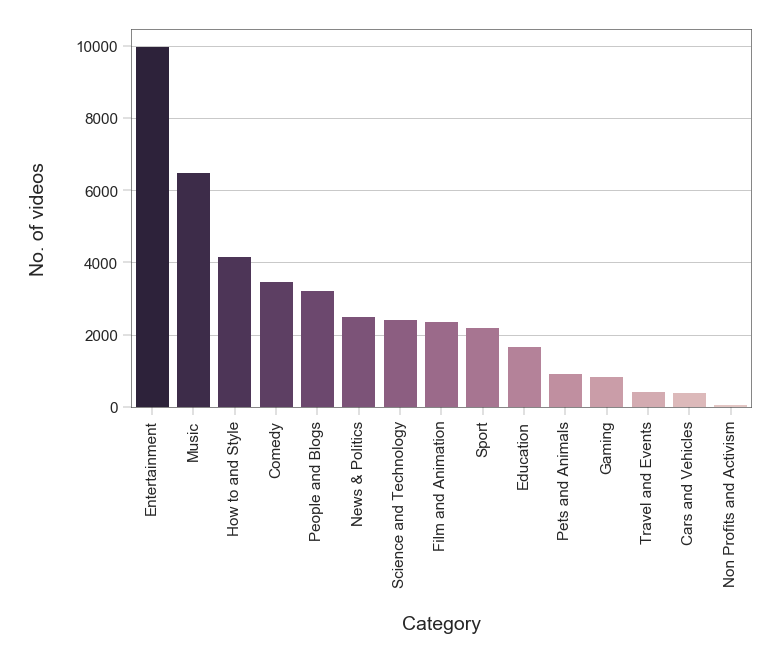 10000
8000
6000
4000
2000
0
No. of videos
Entertainment
Music
How to and Style
Comedy
People and Blogs
News & Politics
Science and Technology
Film and Animation
Sport
Education
Pets and Animals
Gaming
Travel and Events
Cars and Vehicles
Non Profits and Activism
Category